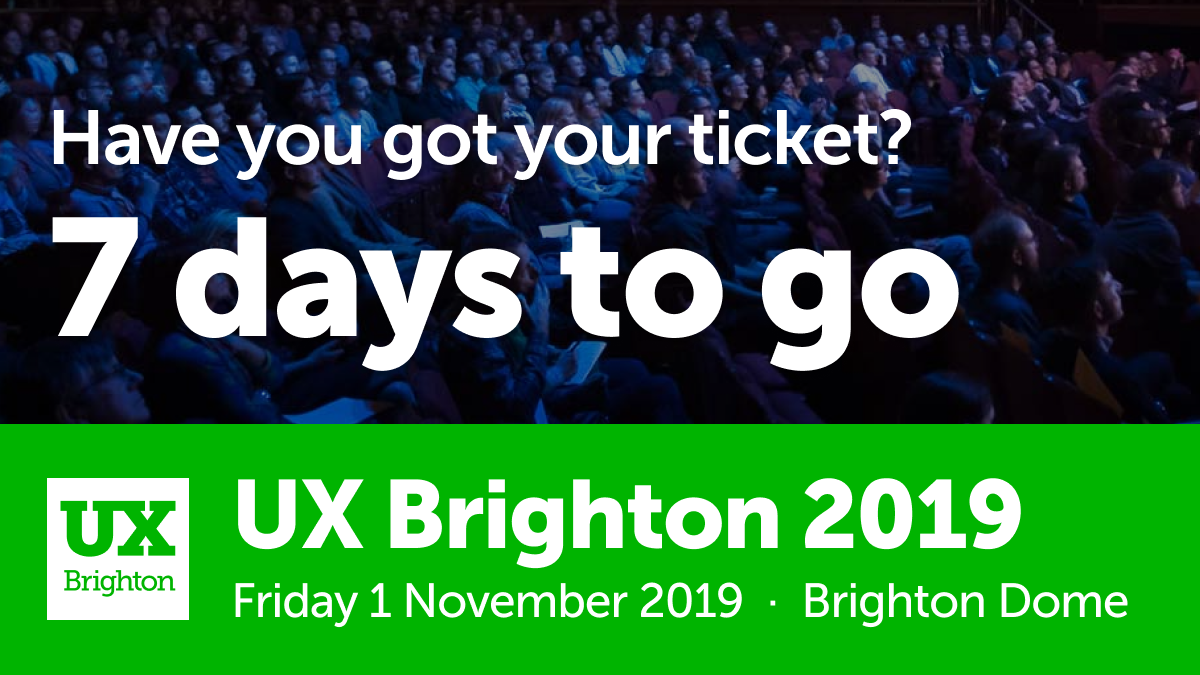 Have you got your ticket?
7 days to go
UX
Brighton
UX Brighton 2019
Friday 1 November 2019 · Brighton Dome